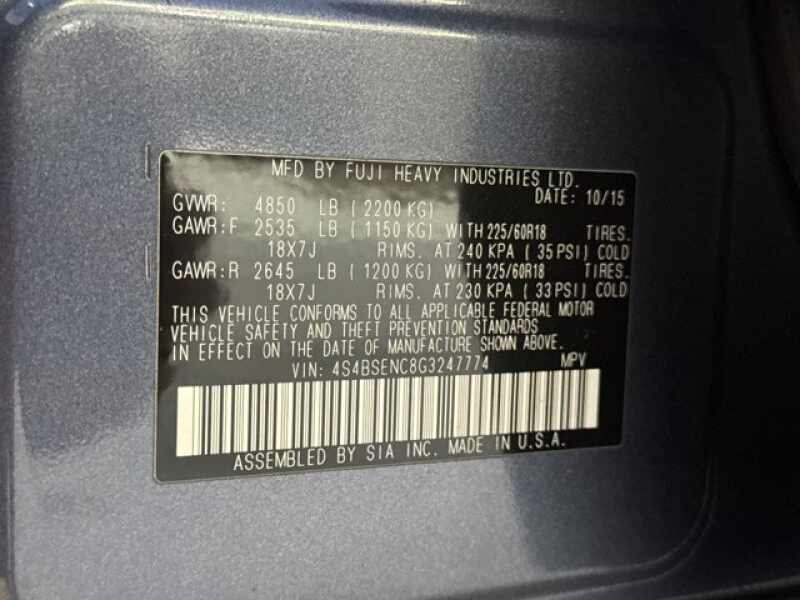 MFD BY FUJI HEAVY INDUSTRIES LTD.
DATE: 10/15
GVWR: 4850 LB (2200 KG)
GAWR:F 2535 LB (1150 KG) WITH 225/60R18 TIRES.
18X7J RIMS. AT 240 KPA (35 PSI) COLD
GAWR:R 2645 LB (1200 KG) WITH 225/60R18 TIRES.
18X7J RIMS. AT 230 KPA (33 PSI) COLD
THIS VEHICLE CONFORMS TO ALL APPLICABLE FEDERAL MOTOR
VEHICLE SAFETY AND THEFT PREVENTION STANDARDS
IN EFFECT ON THE DATE OF MANUFACTURE SHOWN ABOVE.
VIN: 4S4BSENC8G3247774 MPV
ASSEMBLED BY SIA INC. MADE IN U.S.A.